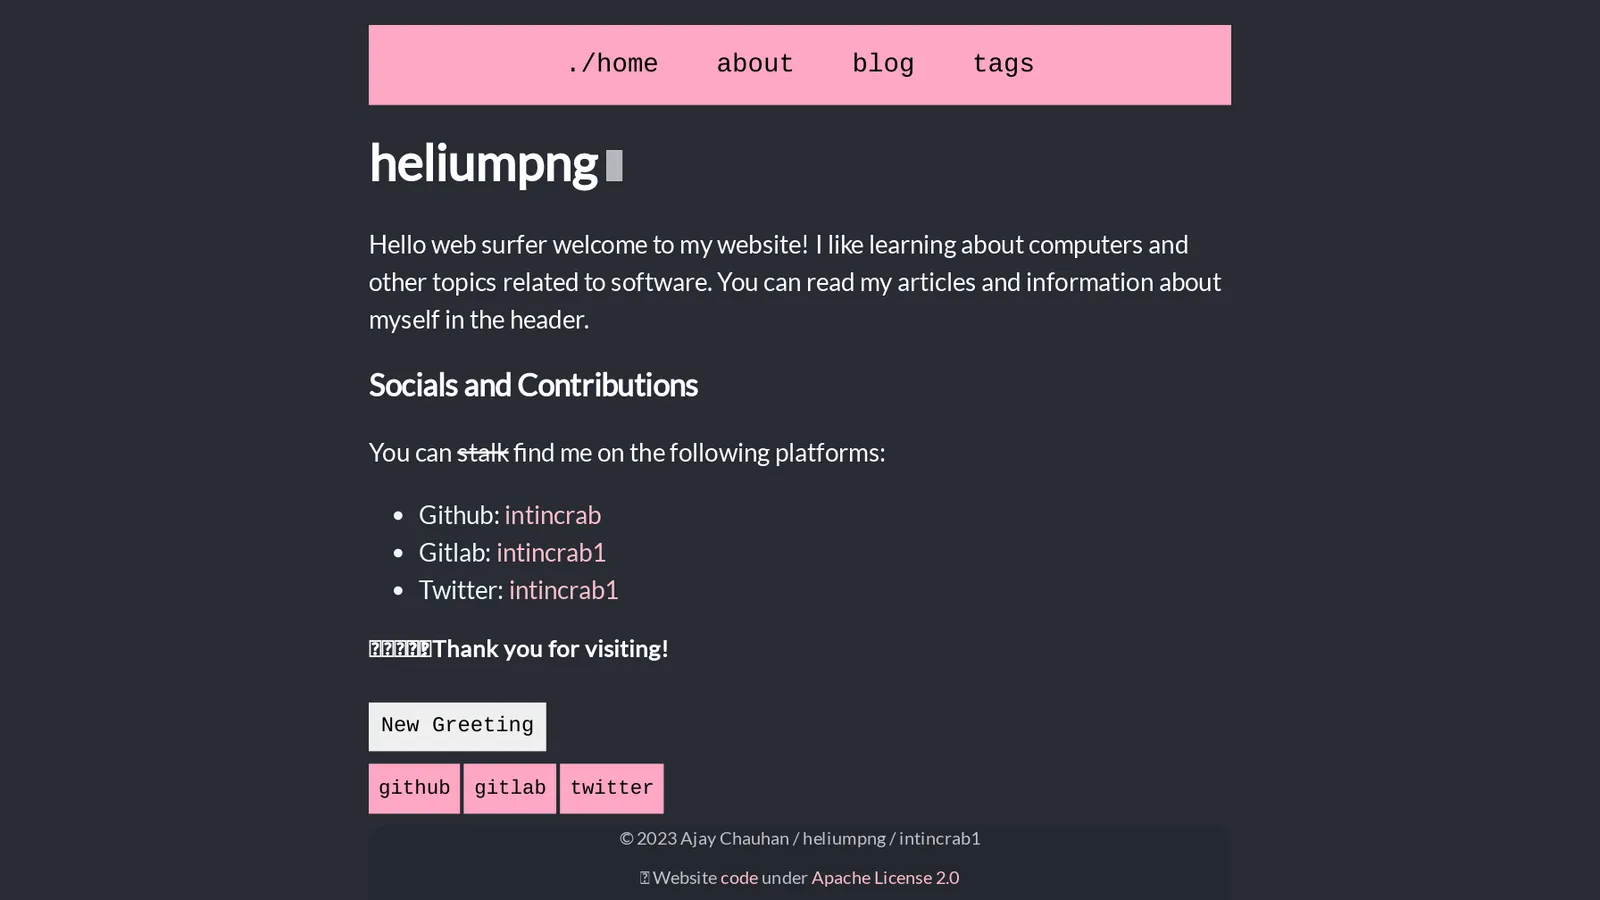 ./home about blog tags
heliumpng
Hello web surfer welcome to my website! I like learning about computers and
other topics related to software. You can read my articles and information about
myself in the header.
Socials and Contributions
You can stalk find me on the following platforms:
• Github: intincrab
• Gitlab: intincrab1
• Twitter: intincrab1
Thank you for visiting!
New Greeting
github gitlab twitter
© 2023 Ajay Chauhan / heliumpng / intincrab1
Website code under Apache License 2.0